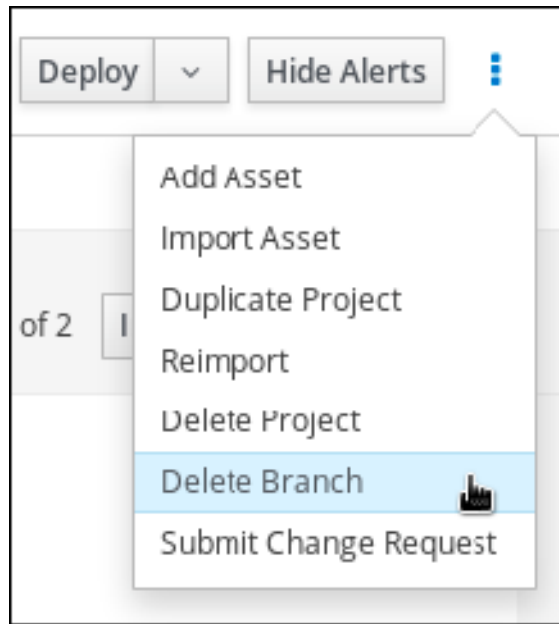 Deploy Hide Alerts
Add Asset
Import Asset
Duplicate Project
of 2
Reimport
Delete Project
Delete Branch
Submit Change Request